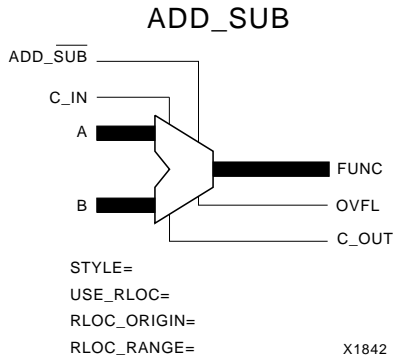 ADD_SUB
ADD_SUB
C_IN
A
B
FUNC
OVFL
C_OUT
STYLE=
USE_RLOC=
RLOC_ORIGIN=
RLOC_RANGE=
X1842